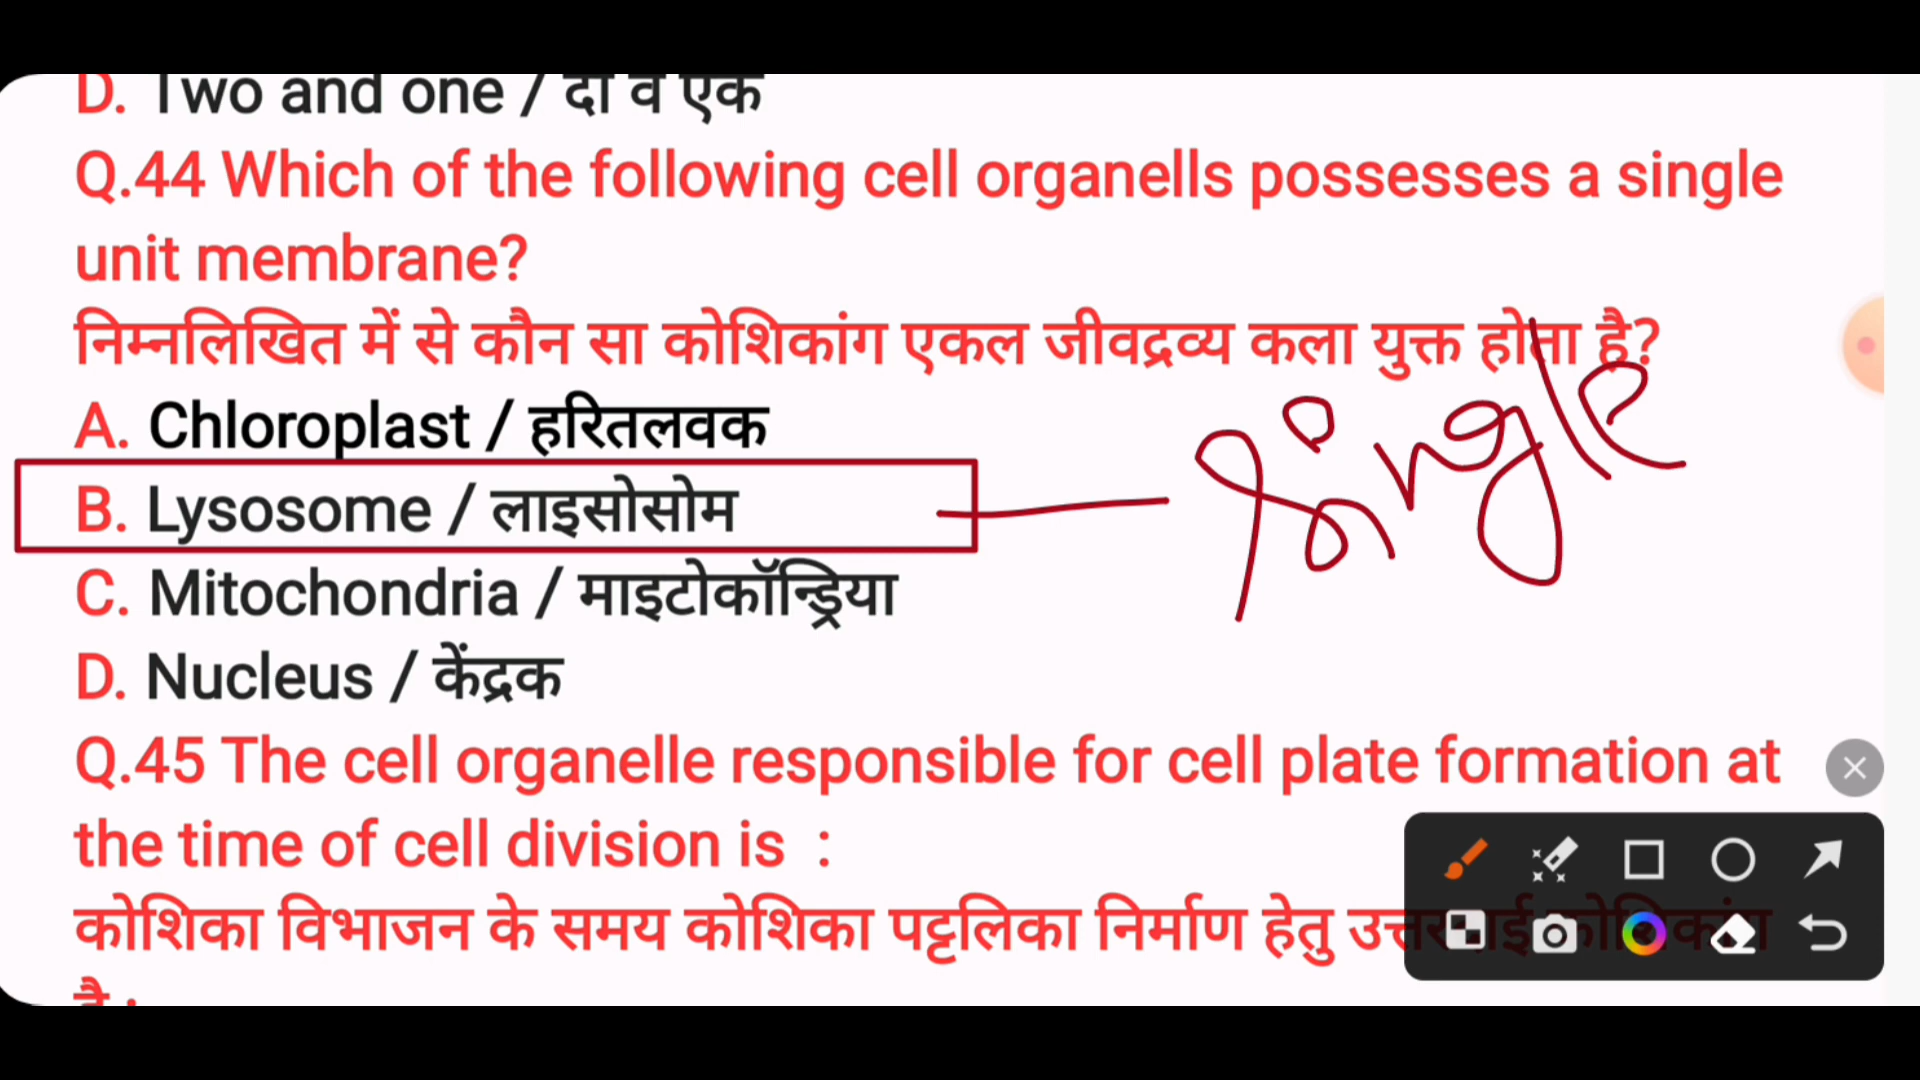 D. Two and one / दो व एक
Q.44 Which of the following cell organells possesses a single
unit membrane?
निम्नलिखित में से कौन सा कोशिकांग एकल जीवद्रव्य कला युक्त होता है?
A. Chloroplast / हरितलवक
B. Lysosome / लाइसोसोम
Single
C. Mitochondria / माइटोकॉन्ड्रिया
D. Nucleus / केंद्रक
Q.45 The cell organelle responsible for cell plate formation at
the time of cell division is :
कोशिका विभाजन के समय कोशिका पट्टलिका निर्माण हेतु कोशिकांग
है :